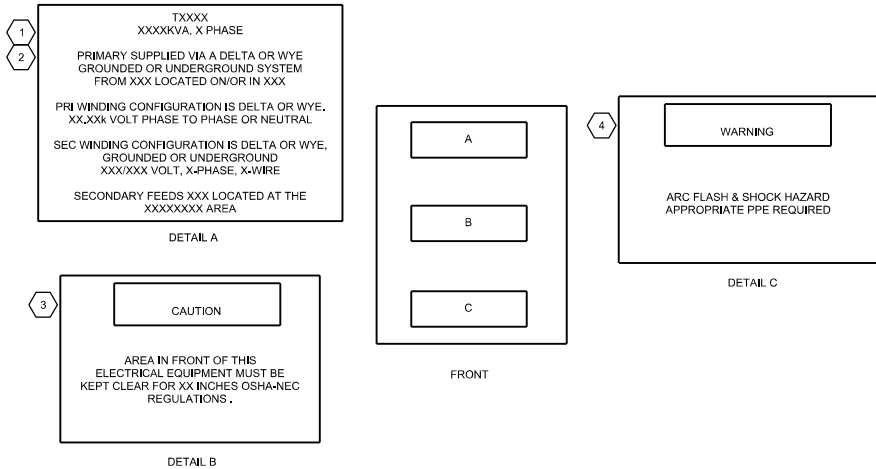 1
2
TXXXX
XXXXKVA, X PHASE
PRIMARY SUPPLIED VIA A DELTA OR WYE
GROUNDED OR UNDERGROUND SYSTEM
FROM XXX LOCATED ON/OR IN XXX
PRI WINDING CONFIGURATION IS DELTA OR WYE.
XX.XXk VOLT PHASE TO PHASE OR NEUTRAL
SEC WINDING CONFIGURATION IS DELTA OR WYE,
GROUNDED OR UNDERGROUND
XXX/XXX VOLT, X-PHASE, X-WIRE
SECONDARY FEEDS XXX LOCATED AT THE
XXXXXXXX AREA
DETAIL A
3
CAUTION
AREA IN FRONT OF THIS
ELECTRICAL EQUIPMENT MUST BE
KEPT CLEAR FOR XX INCHES OSHA-NEC
REGULATIONS .
DETAIL B
A
B
C
FRONT
4
WARNING
ARC FLASH & SHOCK HAZARD
APPROPRIATE PPE REQUIRED
DETAIL C